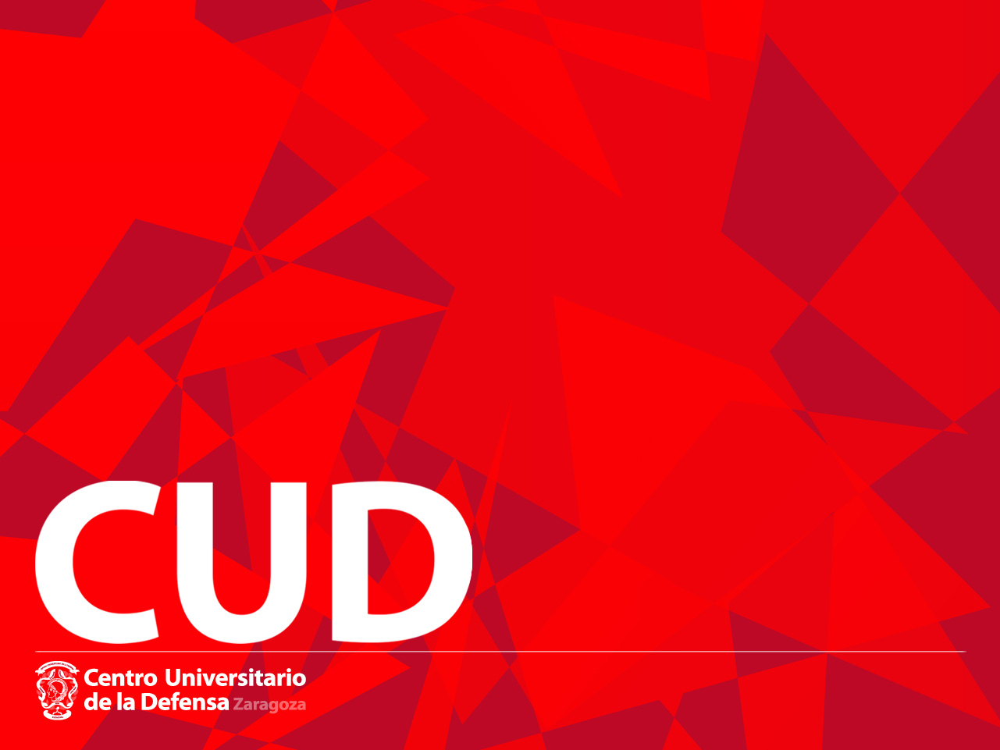 CUD
Centro Universitario
de la Defensa Zaragoza